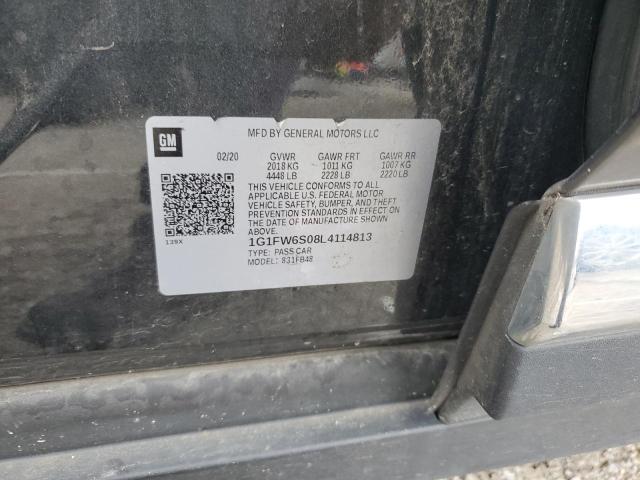 GM
MFD BY GENERAL MOTORS LLC
02/20 GVWR GAWR FRT GAWR RR
2018 KG 1011 KG 1007 KG
4448 LB 2228 LB 2220 LB
THIS VEHICLE CONFORMS TO ALL
APPLICABLE U.S. FEDERAL MOTOR
VEHICLE SAFETY, BUMPER, AND THEFT
PREVENTION STANDARDS IN EFFECT ON
THE DATE OF MANUFACTURE SHOWN
ABOVE.
139X
1G1FW6S08L4114813
TYPE: PASS CAR
MODEL: 831FB48